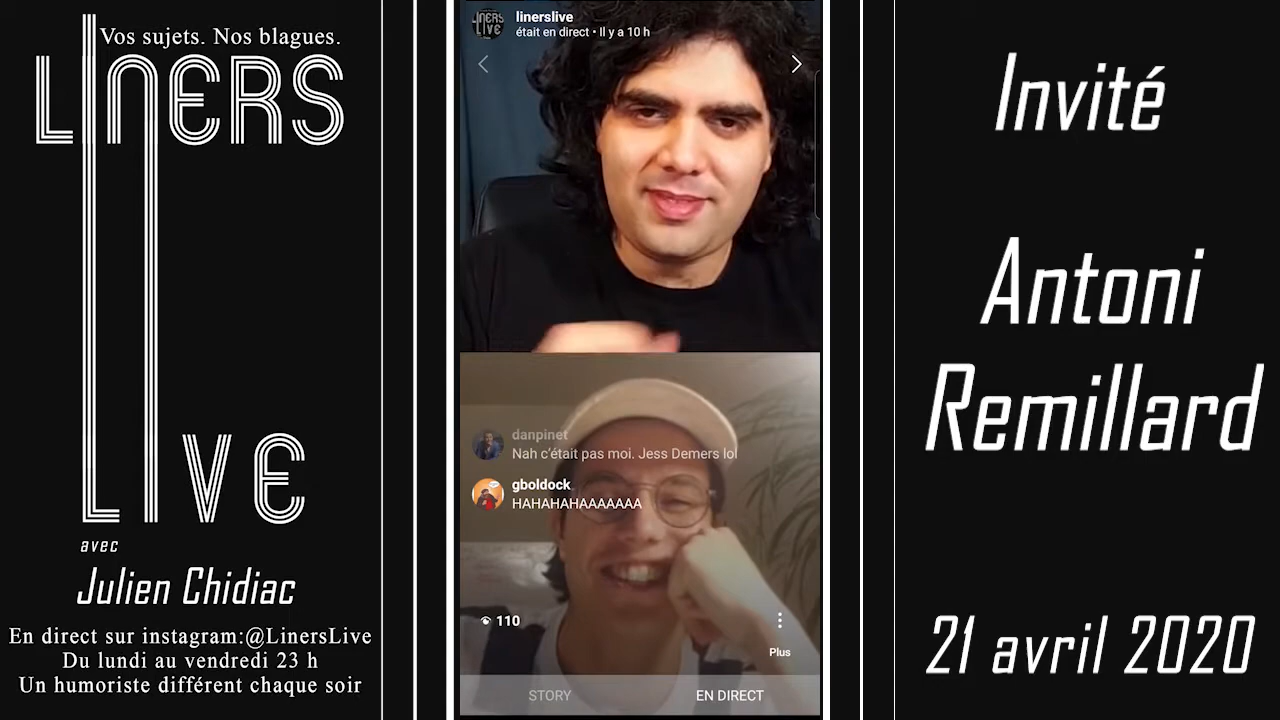 Vos sujets. Nos blagues.
LINERS
LIVE
avec
Julien Chidiac
En direct sur instagram:@LinersLive
Du lundi au vendredi 23 h
Un humoriste différent chaque soir
LINERS
LIVE
linerslive
était en direct • Il y a 10 h
danpinet
Nah c'était pas moi. Jess Demers lol
gboldock
HAHAHAHAAAAAAA
110
Plus
STORY
EN DIRECT
Invité
Antoni
Remillard
21 avril 2020